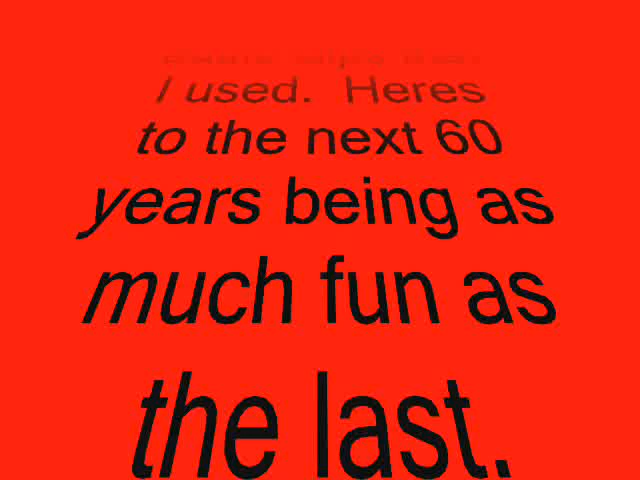 I used. Heres
to the next 60
years being as
much fun as
the last.